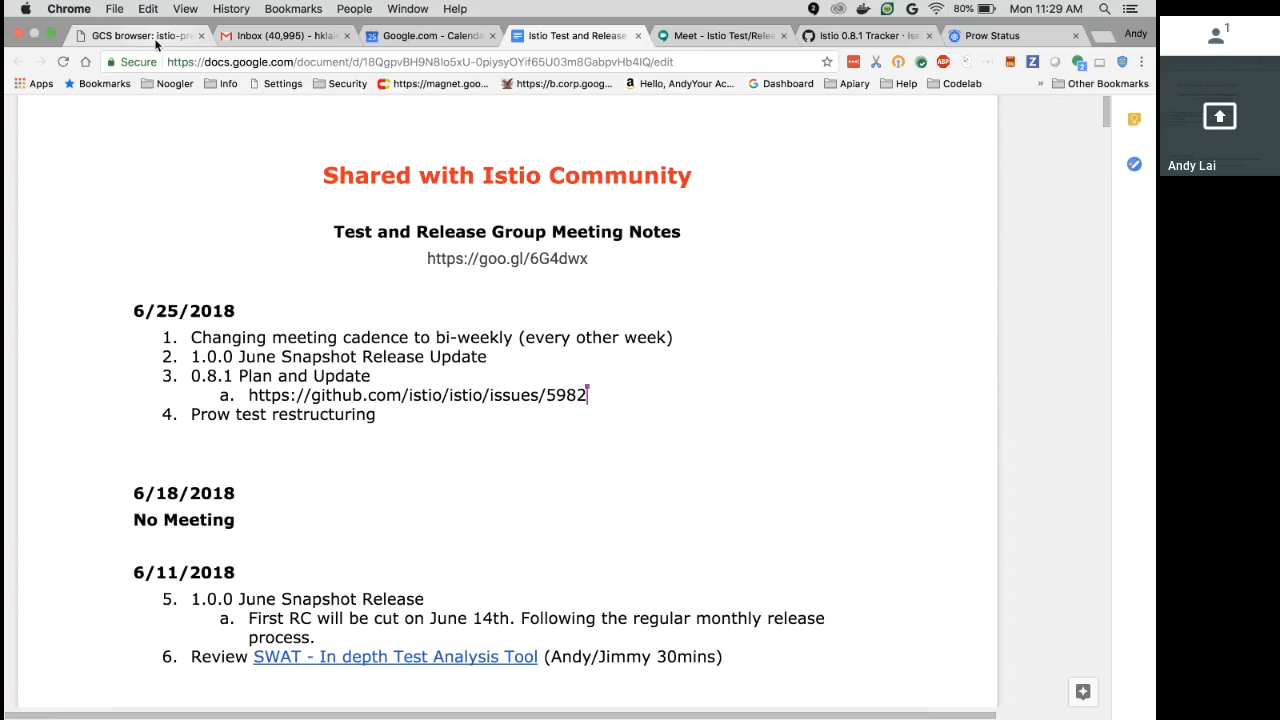 Chrome File Edit View History Bookmarks People Window Help 80% Mon 11:29 AM
GCS browser: istio-pre Inbox (40,995) - hklai Google.com - Calenda Istio Test and Release Meet - Istio Test/Relea Istio 0.8.1 Tracker · Iss Prow Status Andy
Secure https://docs.google.com/document/d/18QgpvBH9N8Io5xU-0piysyOYif65U03m8GabpvHb4IQ/edit
Apps Bookmarks Noogler Info Settings Security https://magnet.goo... https://b.corp.goog... Hello, AndyYour Ac... Dashboard Apiary Help Codelab » Other Bookmarks
1
Andy Lai
Shared with Istio Community
Test and Release Group Meeting Notes
https://goo.gl/6G4dwx
6/25/2018
1. Changing meeting cadence to bi-weekly (every other week)
2. 1.0.0 June Snapshot Release Update
3. 0.8.1 Plan and Update
a. https://github.com/istio/istio/issues/5982
4. Prow test restructuring
6/18/2018
No Meeting
6/11/2018
5. 1.0.0 June Snapshot Release
a. First RC will be cut on June 14th. Following the regular monthly release
process.
6. Review SWAT - In depth Test Analysis Tool (Andy/Jimmy 30mins)